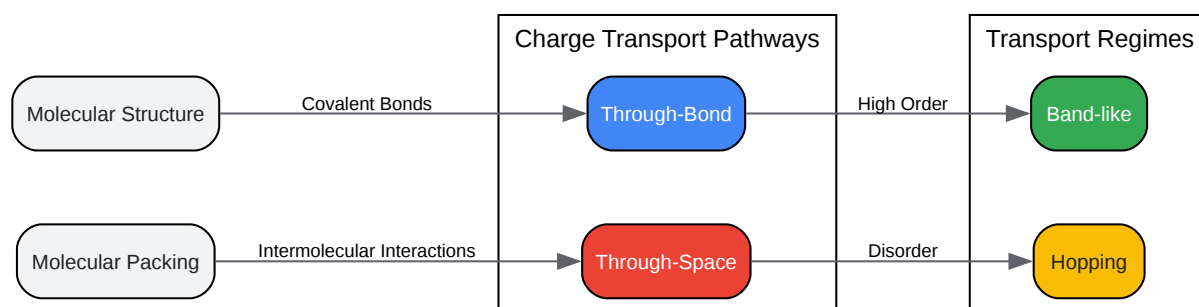 Charge Transport Pathways
Transport Regimes
Molecular Structure
Covalent Bonds
Through-Bond
High Order
Band-like
Molecular Packing
Intermolecular Interactions
Through-Space
Disorder
Hopping